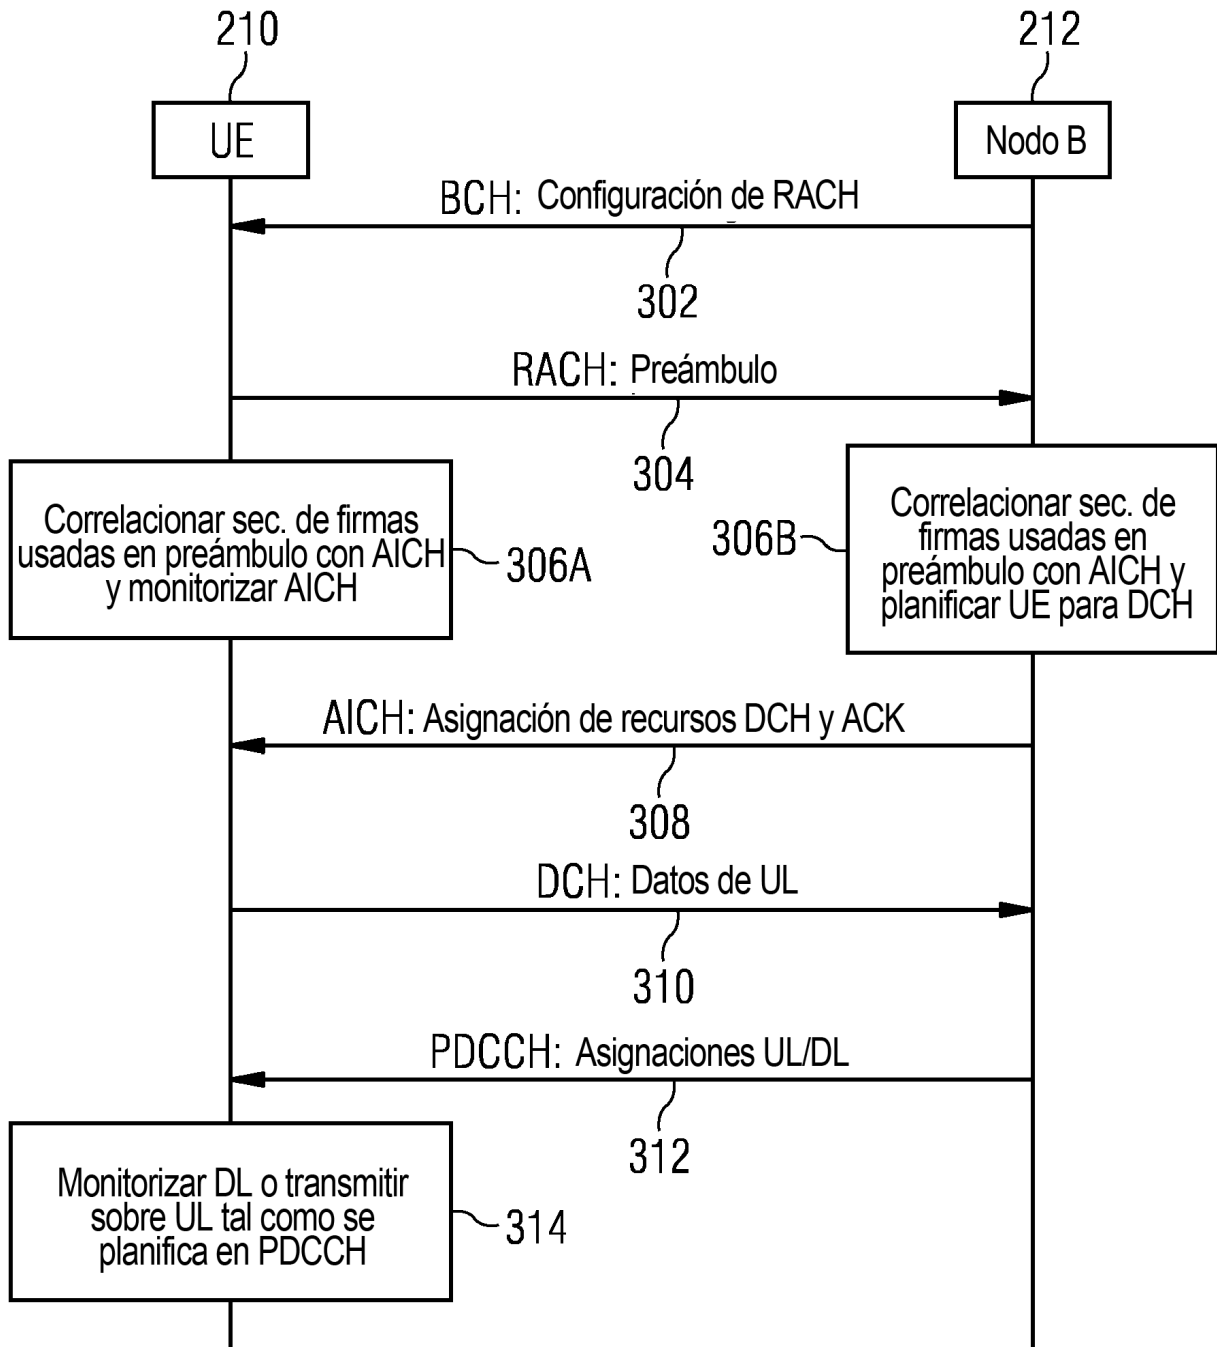 210
212
UE
Nodo B
BCH: Configuración de RACH
302
RACH: Preámbulo
304
Correlacionar sec. de firmas
usadas en preámbulo con AICH
y monitorizar AICH
306A
306B
Correlacionar sec. de
firmas usadas en
preámbulo con AICH y
planificar UE para DCH
AICH: Asignación de recursos DCH y ACK
308
DCH: Datos de UL
310
PDCCH: Asignaciones UL/DL
312
Monitorizar DL o transmitir
sobre UL tal como se
planifica en PDCCH
314